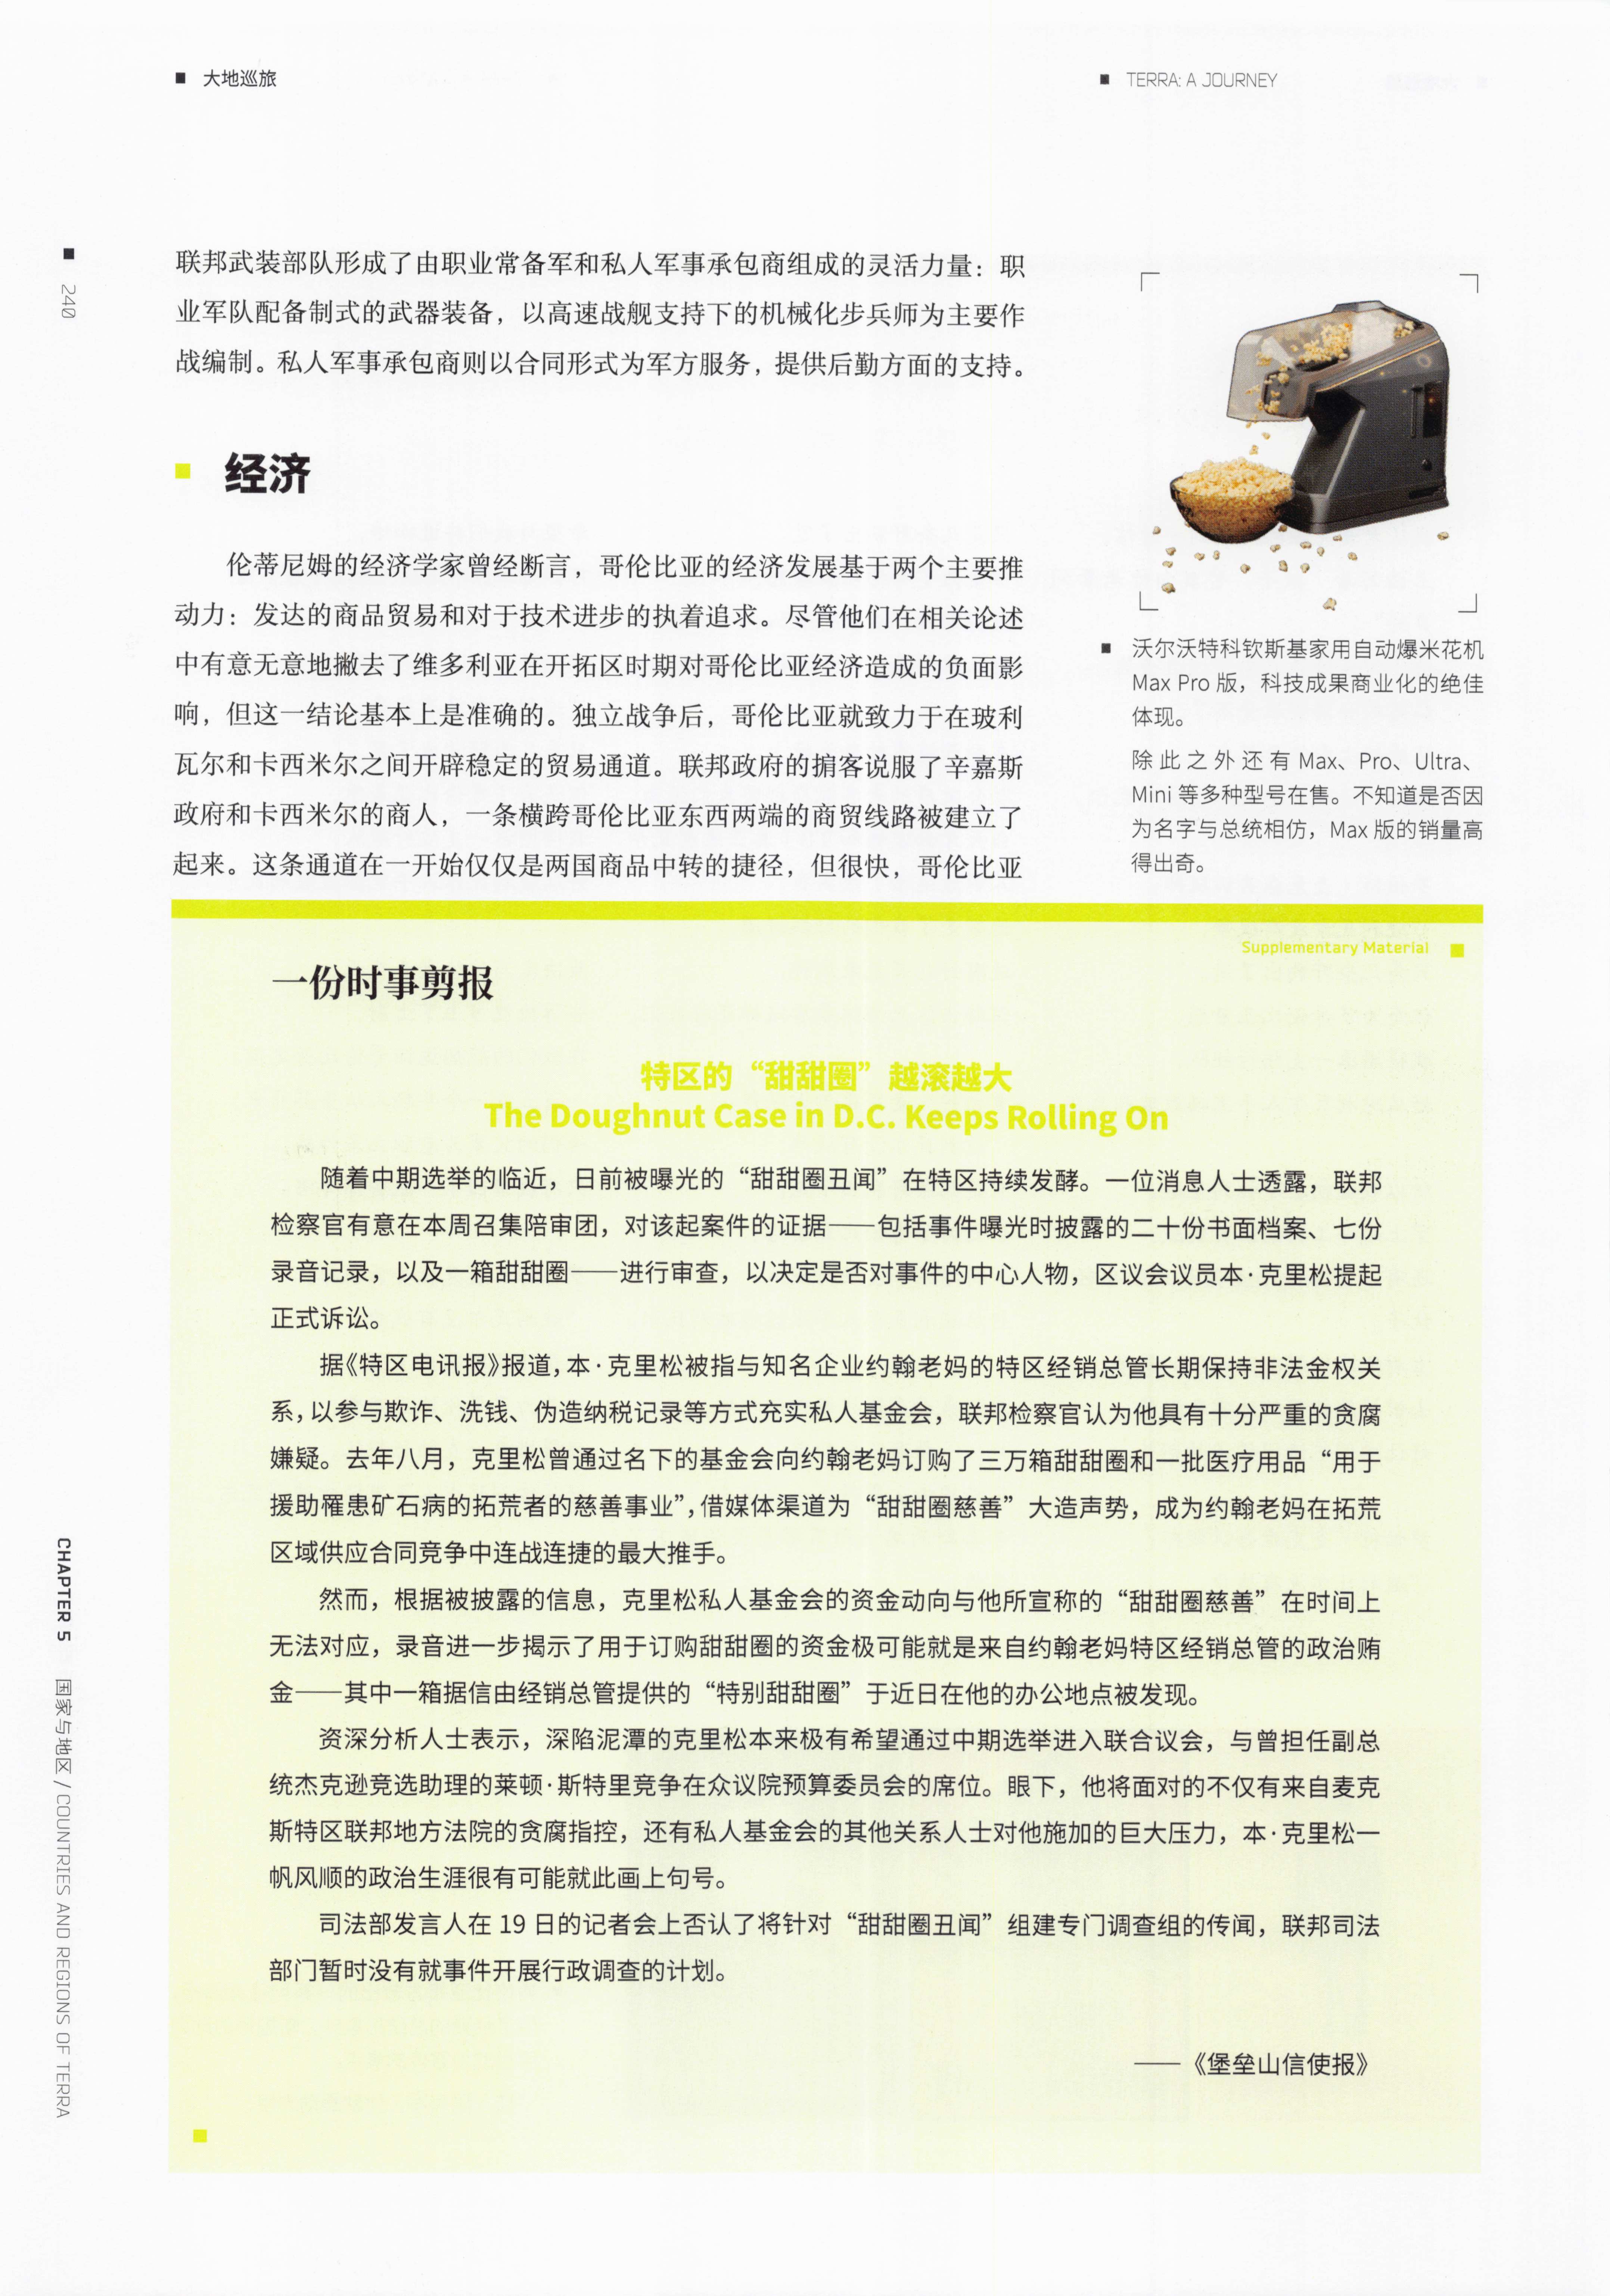 大地巡旅
TERRA: A JOURNEY
240
联邦武装部队形成了由职业常备军和私人军事承包商组成的灵活力量：职
业军队配备制式的武器装备，以高速战舰支持下的机械化步兵师为主要作
战编制。私人军事承包商则以合同形式为军方服务，提供后勤方面的支持。
经济
伦蒂尼姆的经济学家曾经断言，哥伦比亚的经济发展基于两个主要推
动力：发达的商品贸易和对于技术进步的执着追求。尽管他们在相关论述
中有意无意地撇去了维多利亚在开拓区时期对哥伦比亚经济造成的负面影
响，但这一结论基本上是准确的。独立战争后，哥伦比亚就致力于在玻利
瓦尔和卡西米尔之间开辟稳定的贸易通道。联邦政府的掮客说服了辛嘉斯
政府和卡西米尔的商人，一条横跨哥伦比亚东西两端的商贸线路被建立了
起来。这条通道在一开始仅仅是两国商品中转的捷径，但很快，哥伦比亚
沃尔沃特科钦斯基家用自动爆米花机
Max Pro 版，科技成果商业化的绝佳
体现。
除此之外还有 Max、Pro、Ultra、
Mini 等多种型号在售。不知道是否因
为名字与总统相仿，Max 版的销量高
得出奇。
Supplementary Material
一份时事剪报
特区的“甜甜圈”越滚越大
The Doughnut Case in D.C. Keeps Rolling On
随着中期选举的临近，日前被曝光的“甜甜圈丑闻”在特区持续发酵。一位消息人士透露，联邦
检察官有意在本周召集陪审团，对该起案件的证据——包括事件曝光时披露的二十份书面档案、七份
录音记录，以及一箱甜甜圈——进行审查，以决定是否对事件的中心人物，区议会议员本·克里松提起
正式诉讼。
据《特区电讯报》报道，本·克里松被指与知名企业约翰老妈的特区经销总管长期保持非法金权关
系，以参与欺诈、洗钱、伪造纳税记录等方式充实私人基金会，联邦检察官认为他具有十分严重的贪腐
嫌疑。去年八月，克里松曾通过名下的基金会向约翰老妈订购了三万箱甜甜圈和一批医疗用品“用于
援助罹患矿石病的拓荒者的慈善事业”，借媒体渠道为“甜甜圈慈善”大造声势，成为约翰老妈在拓荒
区域供应合同竞争中连战连捷的最大推手。
然而，根据被披露的信息，克里松私人基金会的资金动向与他所宣称的“甜甜圈慈善”在时间上
无法对应，录音进一步揭示了用于订购甜甜圈的资金极可能就是来自约翰老妈特区经销总管的政治贿
金——其中一箱据信由经销总管提供的“特别甜甜圈”于近日在他的办公地点被发现。
资深分析人士表示，深陷泥潭的克里松本来极有希望通过中期选举进入联合议会，与曾担任副总
统杰克逊竞选助理的莱顿·斯特里竞争在众议院预算委员会的席位。眼下，他将面对的不仅有来自麦克
斯特区联邦地方法院的贪腐指控，还有私人基金会的其他关系人士对他施加的巨大压力，本·克里松一
帆风顺的政治生涯很有可能就此画上句号。
司法部发言人在 19 日的记者会上否认了将针对“甜甜圈丑闻”组建专门调查组的传闻，联邦司法
部门暂时没有就事件开展行政调查的计划。
——《堡垒山信使报》
CHAPTER 5 国家与地区 / COUNTRIES AND REGIONS OF TERRA